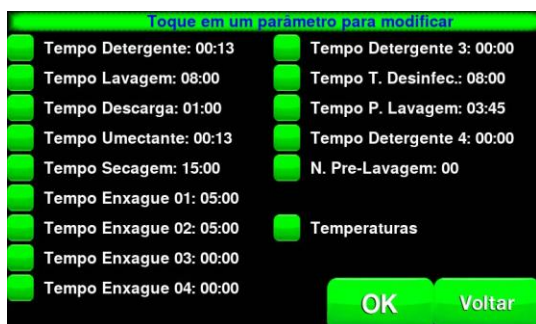 Toque em um parâmetro para modificar
Tempo Detergente: 00:13
Tempo Lavagem: 08:00
Tempo Descarga: 01:00
Tempo Umectante: 00:13
Tempo Secagem: 15:00
Tempo Enxague 01: 05:00
Tempo Enxague 02: 05:00
Tempo Enxague 03: 00:00
Tempo Enxague 04: 00:00
Tempo Detergente 3: 00:00
Tempo T. Desinfec.: 08:00
Tempo P. Lavagem: 03:45
Tempo Detergente 4: 00:00
N. Pre-Lavagem: 00
Temperaturas
OK
Voltar